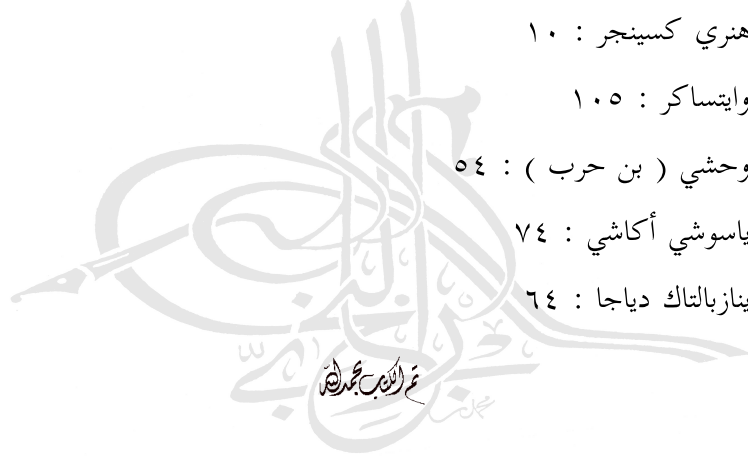 هنري كسينجر : ١٠
وايتساكر : ١٠٥
وحشي ( بن حرب ) : ٥٤
ياسوشي أكاشي : ٧٤
ينازبالتاك دياجا : ٦٤
تم الكتاب بحمد الله